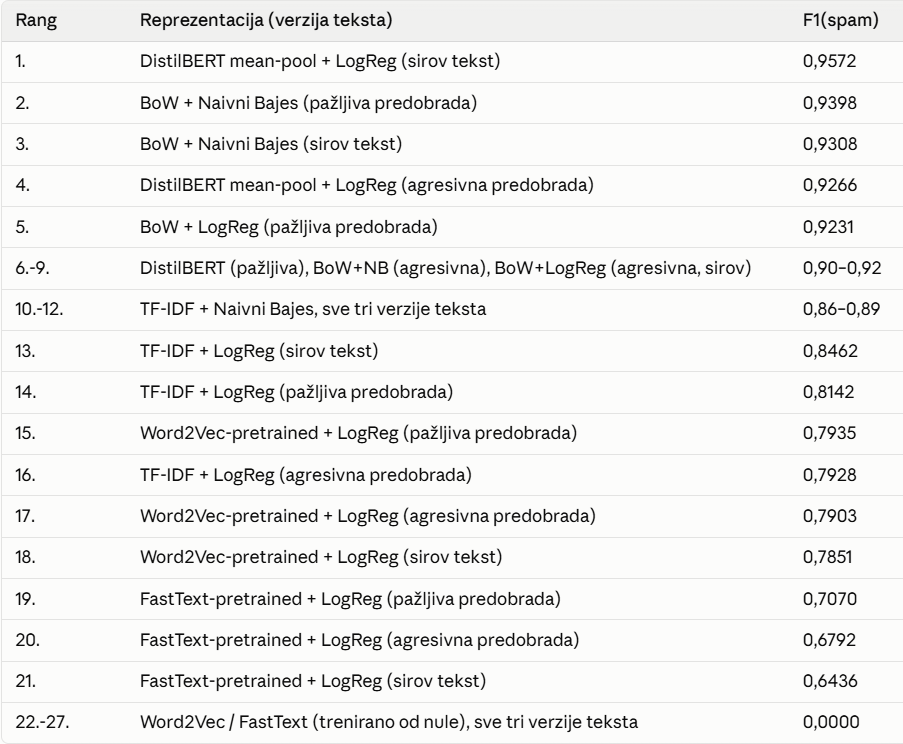 Rang Reprezentacija (verzija teksta) F1(spam)
1. DistilBERT mean-pool + LogReg (sirov tekst) 0,9572
2. BoW + Naivni Bajes (pažljiva predobrada) 0,9398
3. BoW + Naivni Bajes (sirov tekst) 0,9308
4. DistilBERT mean-pool + LogReg (agresivna predobrada) 0,9266
5. BoW + LogReg (pažljiva predobrada) 0,9231
6.-9. DistilBERT (pažljiva), BoW+NB (agresivna), BoW+LogReg (agresivna, sirov) 0,90–0,92
10.-12. TF-IDF + Naivni Bajes, sve tri verzije teksta 0,86–0,89
13. TF-IDF + LogReg (sirov tekst) 0,8462
14. TF-IDF + LogReg (pažljiva predobrada) 0,8142
15. Word2Vec-pretrained + LogReg (pažljiva predobrada) 0,7935
16. TF-IDF + LogReg (agresivna predobrada) 0,7928
17. Word2Vec-pretrained + LogReg (agresivna predobrada) 0,7903
18. Word2Vec-pretrained + LogReg (sirov tekst) 0,7851
19. FastText-pretrained + LogReg (pažljiva predobrada) 0,7070
20. FastText-pretrained + LogReg (agresivna predobrada) 0,6792
21. FastText-pretrained + LogReg (sirov tekst) 0,6436
22.-27. Word2Vec / FastText (trenirano od nule), sve tri verzije teksta 0,0000